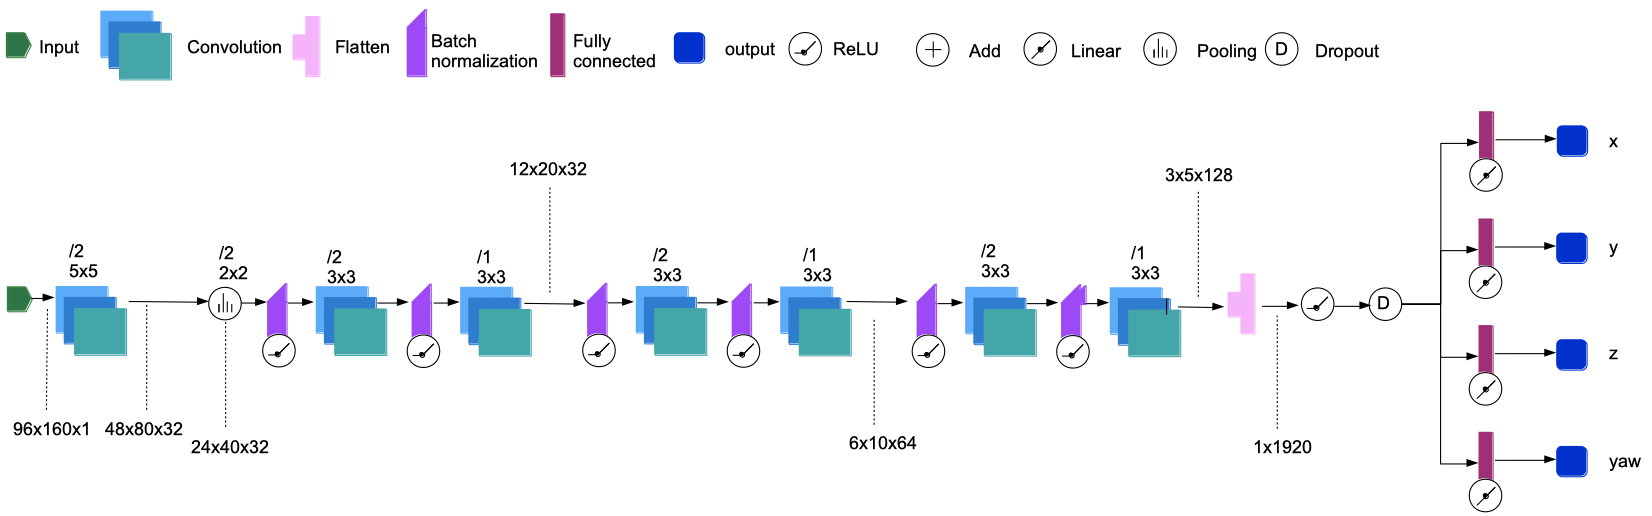 Input
Convolution
Flatten
Batch
normalization
Fully
connected
output
ReLU
Add
Linear
Pooling
D
Dropout
12x20x32
3x5x128
/2
5x5
/2
2x2
/2
3x3
/1
3x3
/2
3x3
/1
3x3
/2
3x3
/1
3x3
D
x
y
z
yaw
96x160x1
48x80x32
24x40x32
6x10x64
1x1920